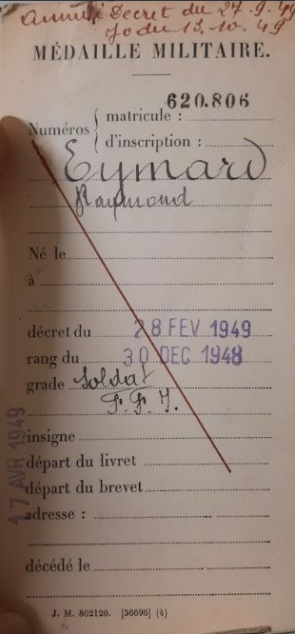 Annulé Decret du 27.9.49
Jo du 13.10.49
MÉDAILLE MILITAIRE.
620.806
Numéros { matricule :
d'inscription :
Eymard
Raymond
Né le
à
décret du 28 FEV 1949
rang du 30 DEC 1948
grade Soldat
F.F.I.
insigne
départ du livret
départ du brevet
17 AVR 1949
adresse :
décédé le
J. M. 802120. [36696] (4)